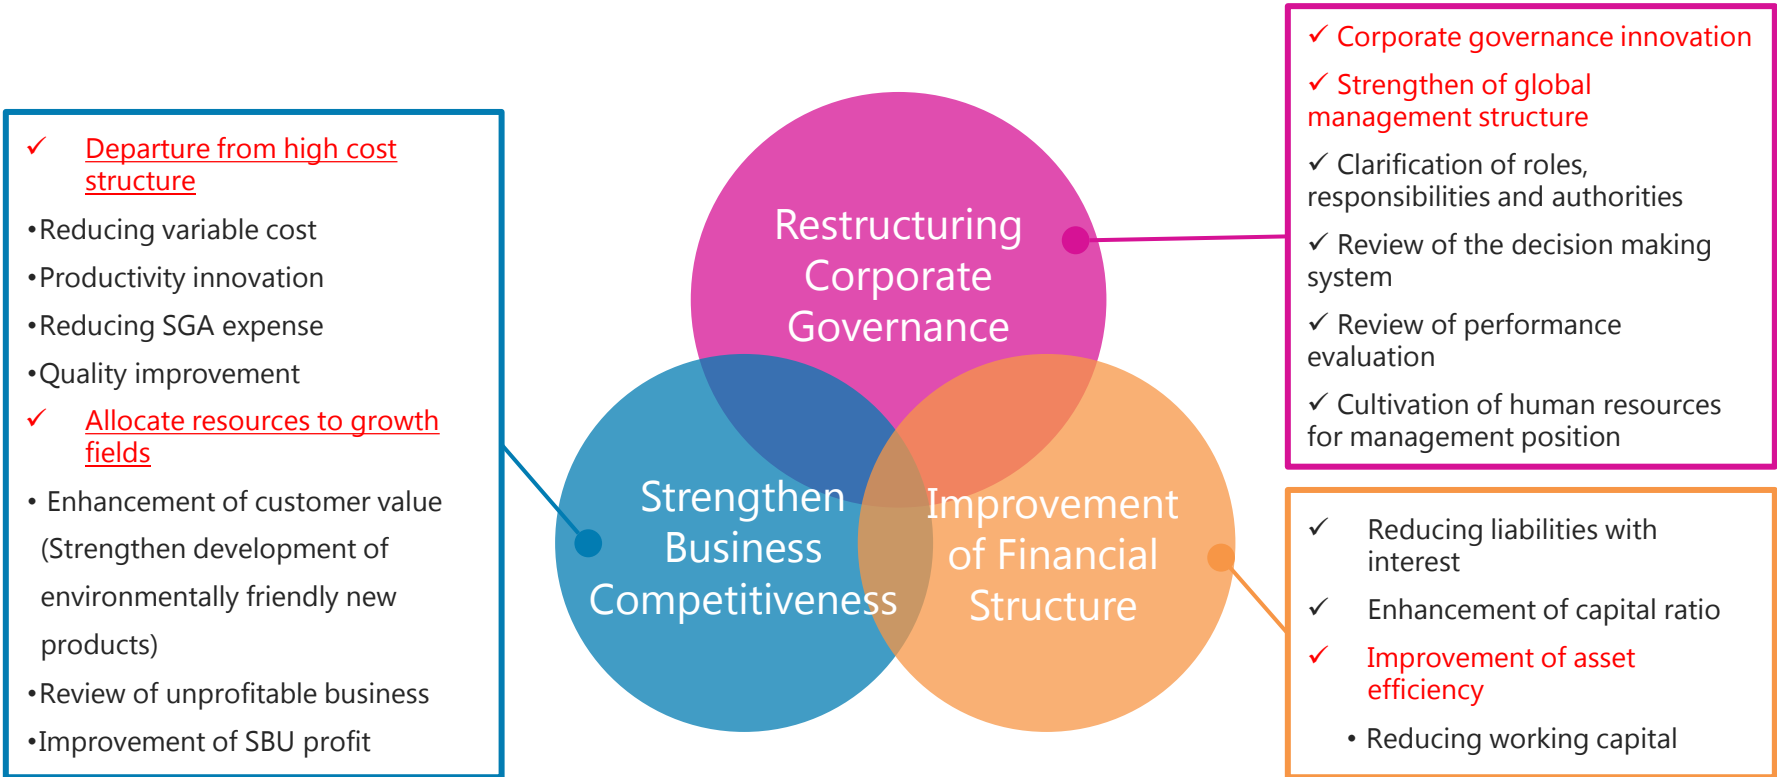 ✓ Departure from high cost
structure
•Reducing variable cost
•Productivity innovation
•Reducing SGA expense
•Quality improvement
✓ Allocate resources to growth
fields
• Enhancement of customer value
(Strengthen development of
environmentally friendly new
products)
•Review of unprofitable business
•Improvement of SBU profit
Restructuring
Corporate
Governance
Strengthen
Business
Competitiveness
Improvement
of Financial
Structure
✓ Corporate governance innovation
✓ Strengthen of global
management structure
✓ Clarification of roles,
responsibilities and authorities
✓ Review of the decision making
system
✓ Review of performance
evaluation
✓ Cultivation of human resources
for management position
✓ Reducing liabilities with
interest
✓ Enhancement of capital ratio
✓ Improvement of asset
efficiency
• Reducing working capital